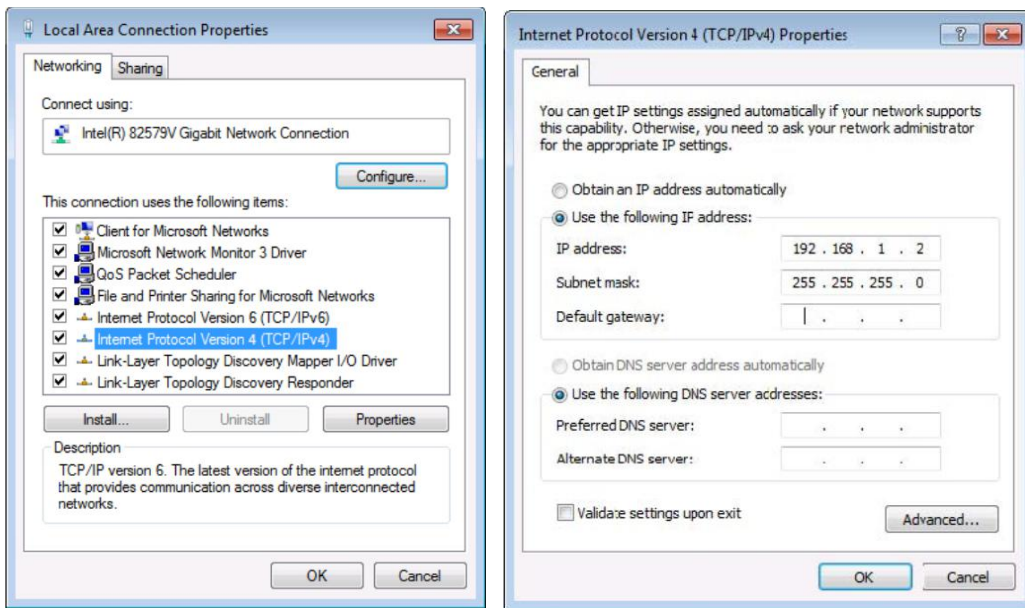 Local Area Connection Properties
Networking
Sharing
Connect using:
Intel(R) 82579V Gigabit Network Connection
Configure...
This connection uses the following items:
Client for Microsoft Networks
Microsoft Network Monitor 3 Driver
QoS Packet Scheduler
File and Printer Sharing for Microsoft Networks
Internet Protocol Version 6 (TCP/IPv6)
Internet Protocol Version 4 (TCP/IPv4)
Link-Layer Topology Discovery Mapper I/O Driver
Link-Layer Topology Discovery Responder
Install...
Uninstall
Properties
Description
TCP/IP version 6. The latest version of the internet protocol
that provides communication across diverse interconnected
networks.
OK
Cancel
Internet Protocol Version 4 (TCP/IPv4) Properties
General
You can get IP settings assigned automatically if your network supports
this capability. Otherwise, you need to ask your network administrator
for the appropriate IP settings.
Obtain an IP address automatically
Use the following IP address:
IP address: 192 . 168 . 1 . 2
Subnet mask: 255 . 255 . 255 . 0
Default gateway: . . .
Obtain DNS server address automatically
Use the following DNS server addresses:
Preferred DNS server: . . .
Alternate DNS server: . . .
Validate settings upon exit
Advanced...
OK
Cancel